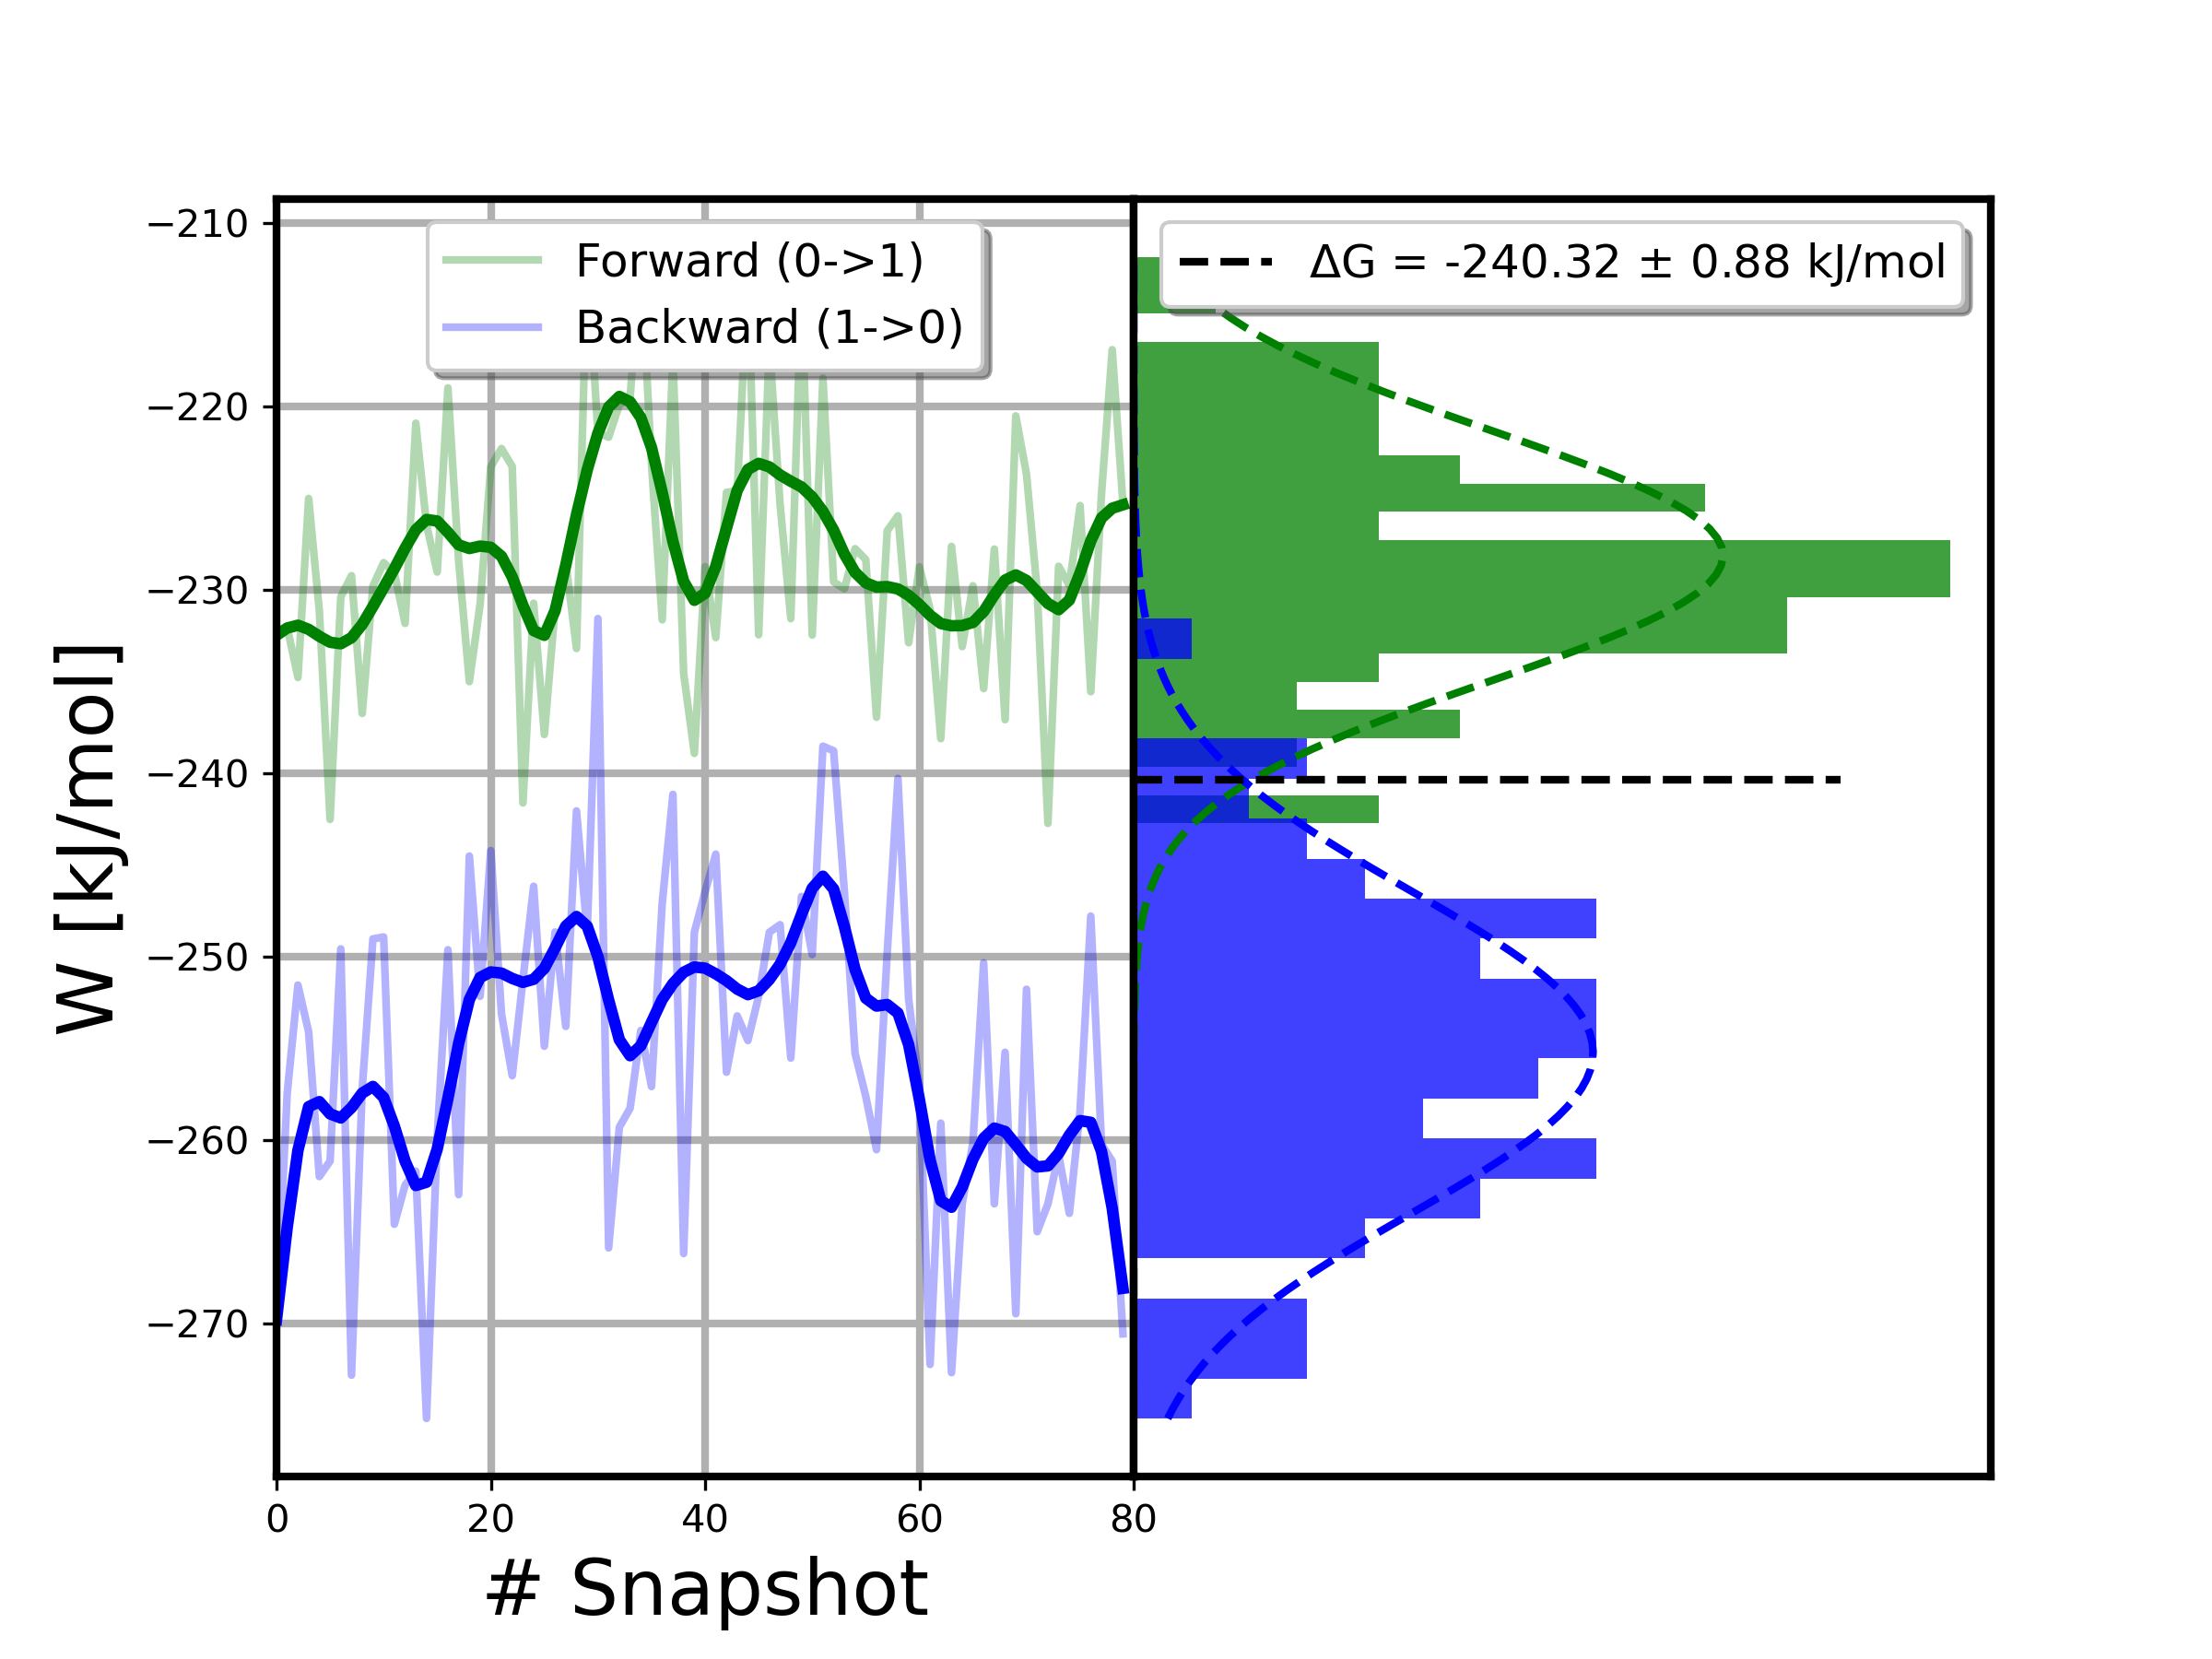 Forward (0->1)
Backward (1->0)
ΔG = -240.32 ± 0.88 kJ/mol
W [kJ/mol]
−210
−220
−230
−240
−250
−260
−270
0
20
40
60
80
# Snapshot